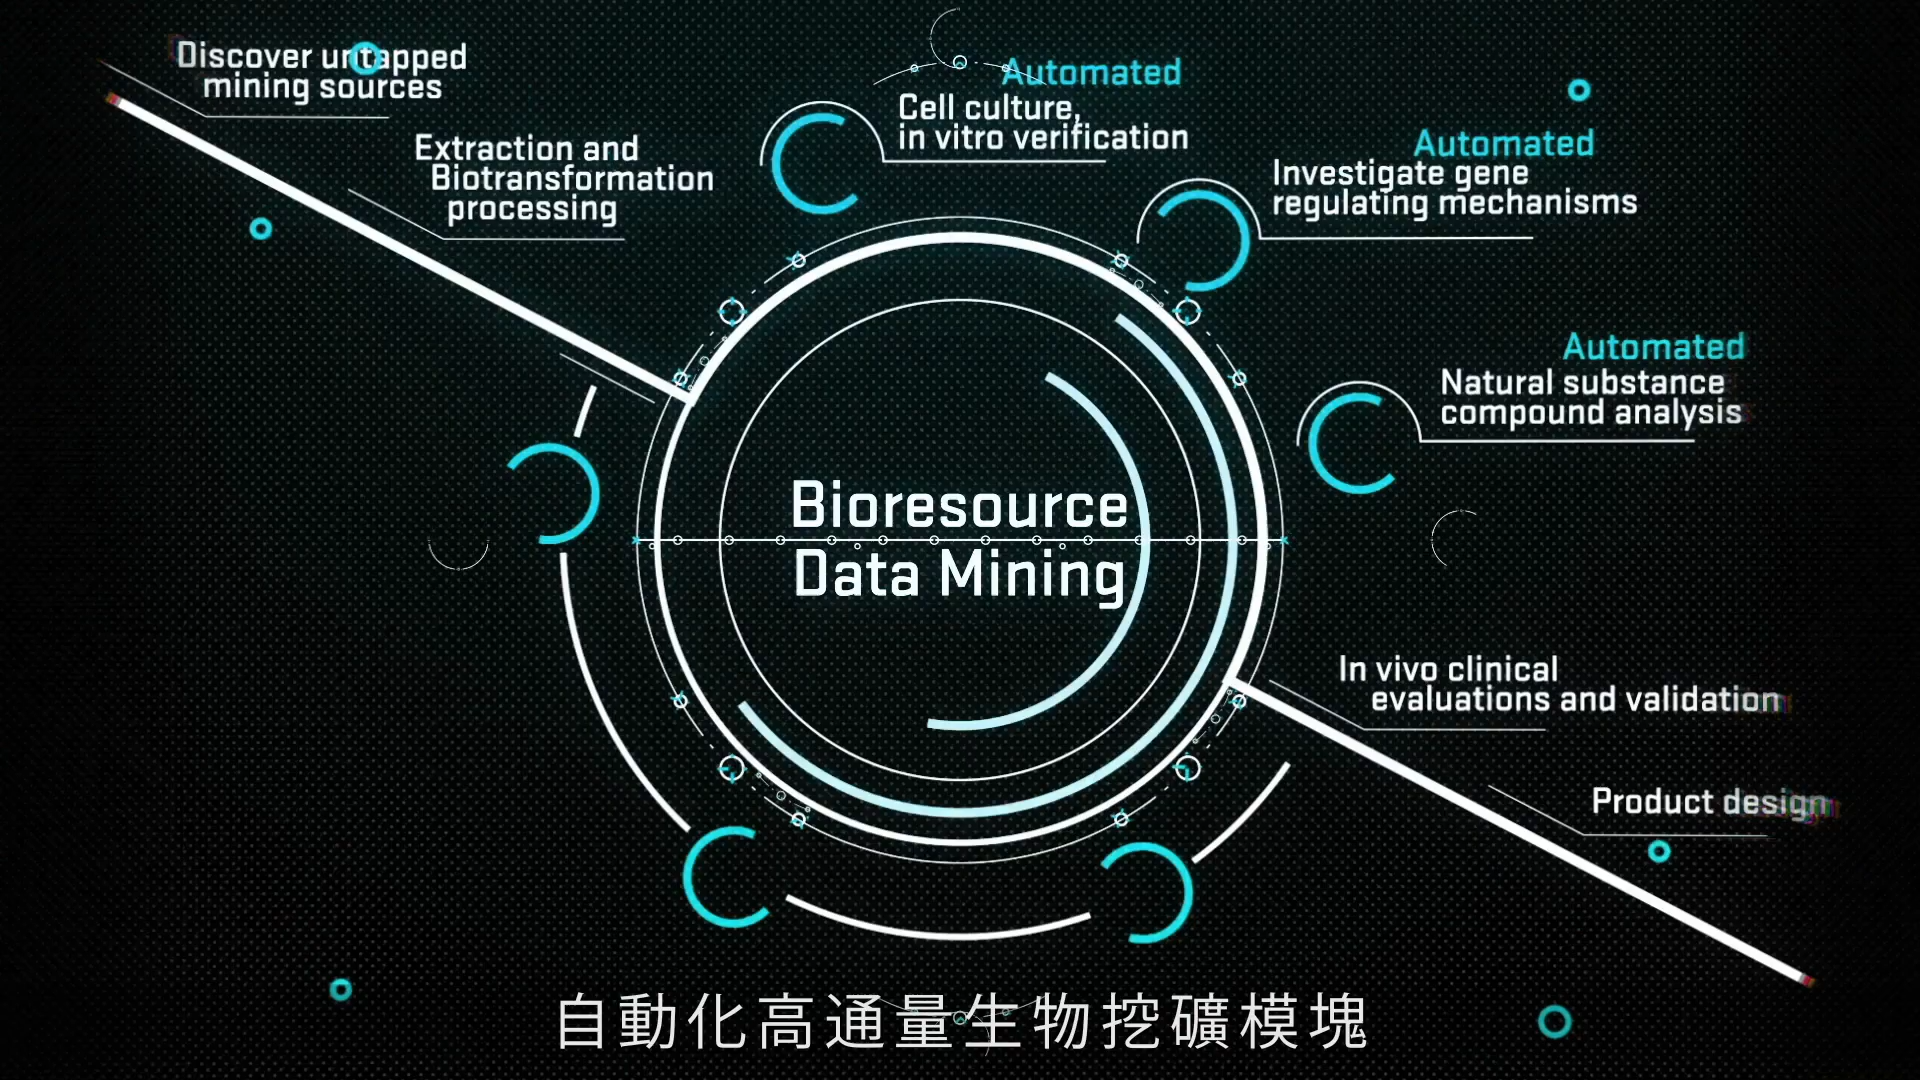 Discover untapped
mining sources
Extraction and
Biotransformation
processing
Automated
Cell culture,
in vitro verification
Automated
Investigate gene
regulating mechanisms
Automated
Natural substance
compound analysis
Bioresource
Data Mining
In vivo clinical
evaluations and validation
Product design
自動化高通量生物挖礦模塊